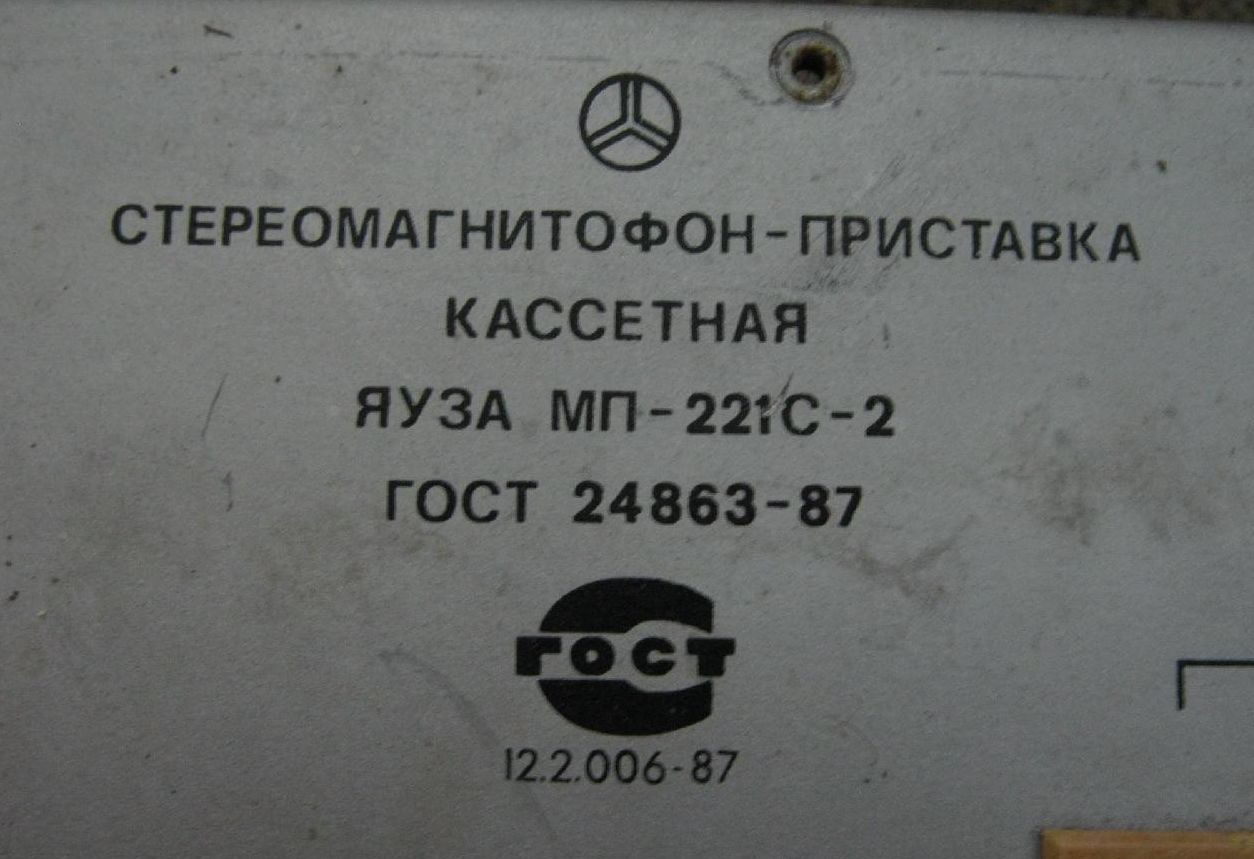 СТЕРЕОМАГНИТОФОН-ПРИСТАВКА
КАССЕТНАЯ
ЯУЗА МП-221С-2
ГОСТ 24863-87
ГОСТ
12.2.006-87